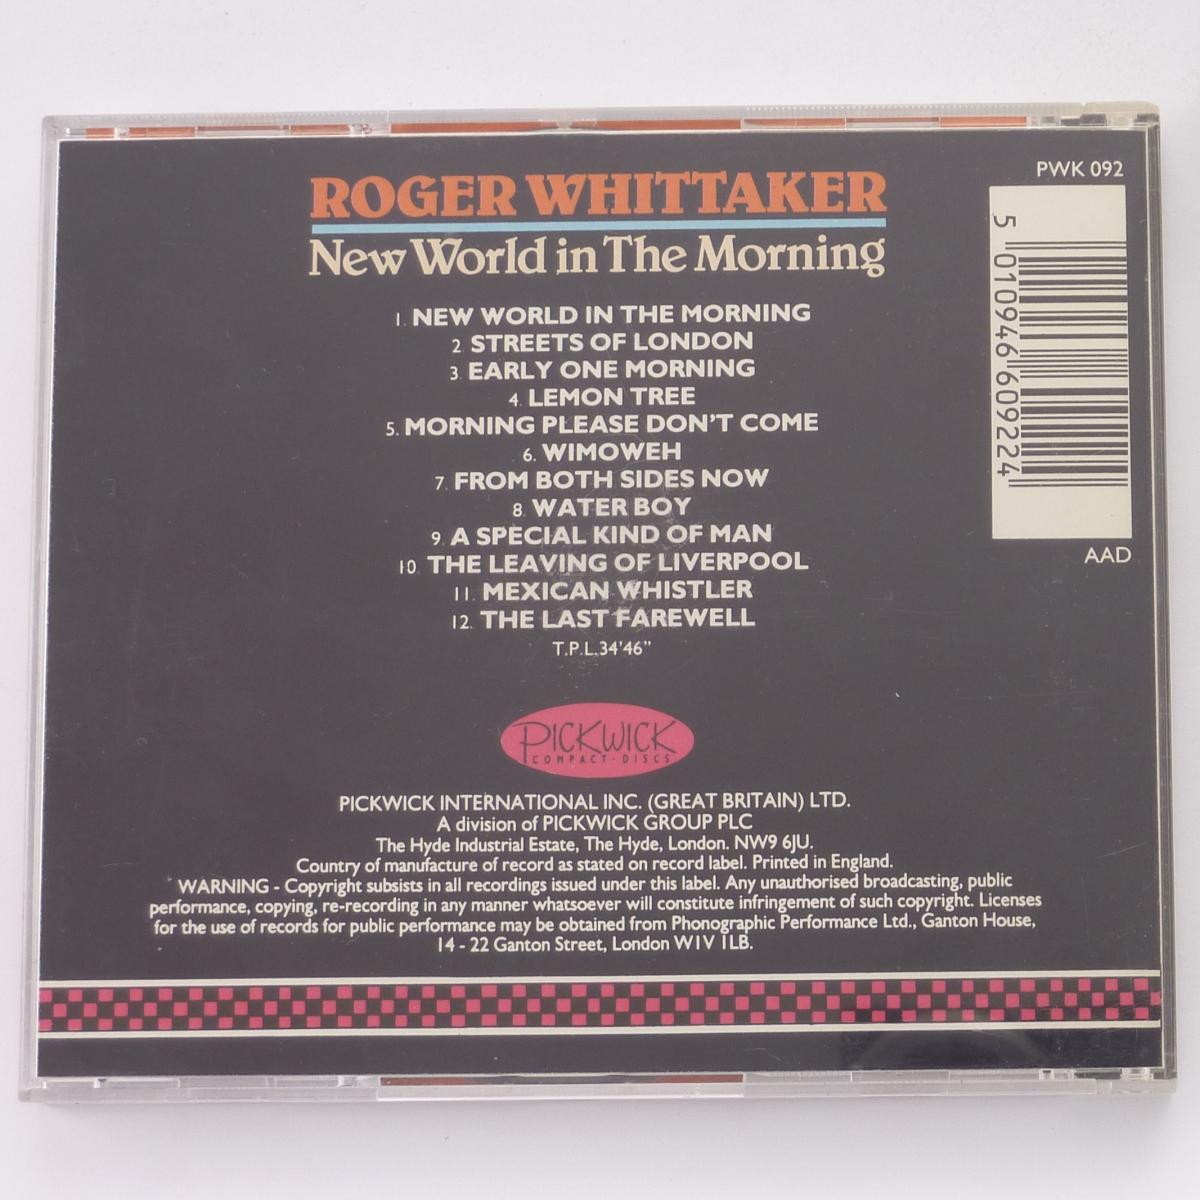 PWK 092
ROGER WHITTAKER
New World in The Morning
1. NEW WORLD IN THE MORNING
2. STREETS OF LONDON
3. EARLY ONE MORNING
4. LEMON TREE
5. MORNING PLEASE DON'T COME
6. WIMOWEH
7. FROM BOTH SIDES NOW
8. WATER BOY
9. A SPECIAL KIND OF MAN
10. THE LEAVING OF LIVERPOOL
11. MEXICAN WHISTLER
12. THE LAST FAREWELL
T.P.L.34'46"
5 010946 609224
AAD
PICKWICK
COMPACT·DISCS
PICKWICK INTERNATIONAL INC. (GREAT BRITAIN) LTD.
A division of PICKWICK GROUP PLC
The Hyde Industrial Estate, The Hyde, London. NW9 6JU.
Country of manufacture of record as stated on record label. Printed in England.
WARNING - Copyright subsists in all recordings issued under this label. Any unauthorised broadcasting, public
performance, copying, re-recording in any manner whatsoever will constitute infringement of such copyright. Licenses
for the use of records for public performance may be obtained from Phonographic Performance Ltd., Ganton House,
14 - 22 Ganton Street, London W1V 1LB.